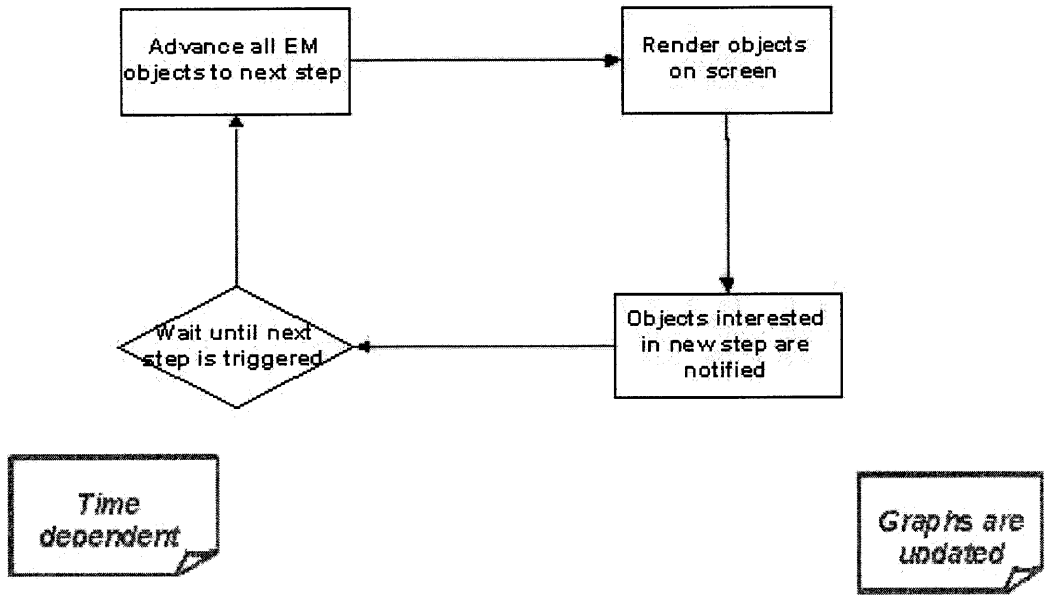 Advance all EM
objects to next step
Render objects
on screen
Wait until next
step is triggered
Objects interested
in new step are
notified
Time
dependent
Graphs are
updated